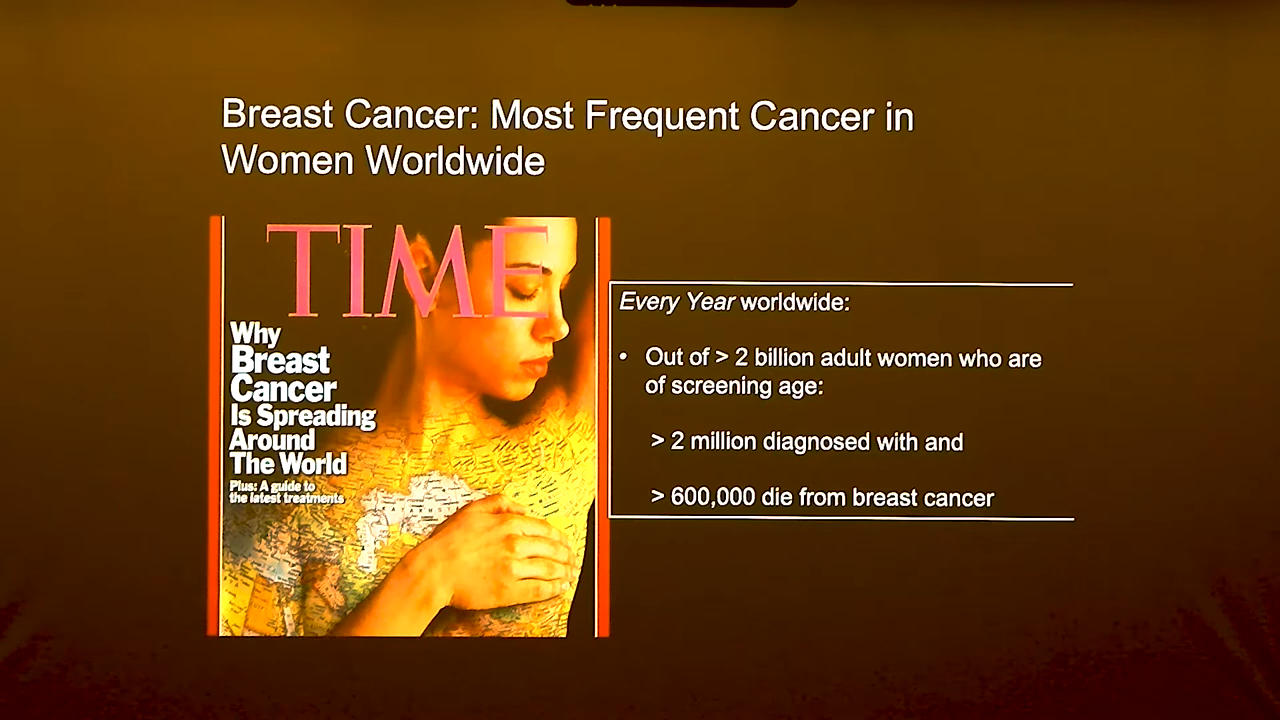 Breast Cancer: Most Frequent Cancer in
Women Worldwide
TIME
Why
Breast
Cancer
Is Spreading
Around
The World
Plus: A guide to
the latest treatments
Every Year worldwide:
• Out of > 2 billion adult women who are
of screening age:
> 2 million diagnosed with and
> 600,000 die from breast cancer